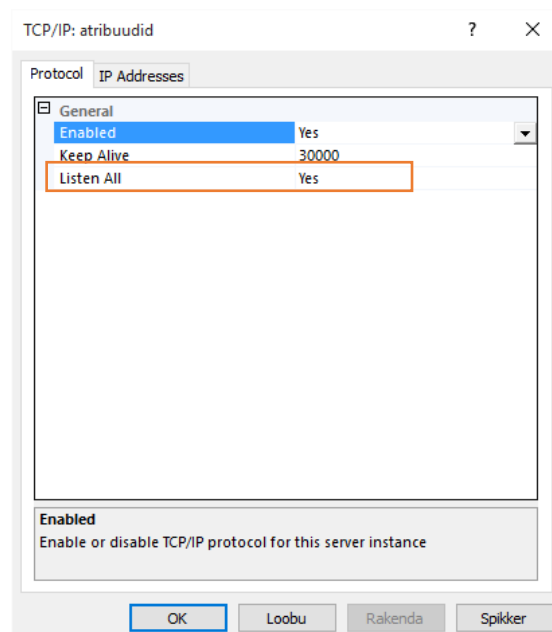 TCP/IP: atribuudid ?
Protocol IP Addresses
General
Enabled Yes
Keep Alive 30000
Listen All Yes
Enabled
Enable or disable TCP/IP protocol for this server instance
OK Loobu Rakenda Spikker